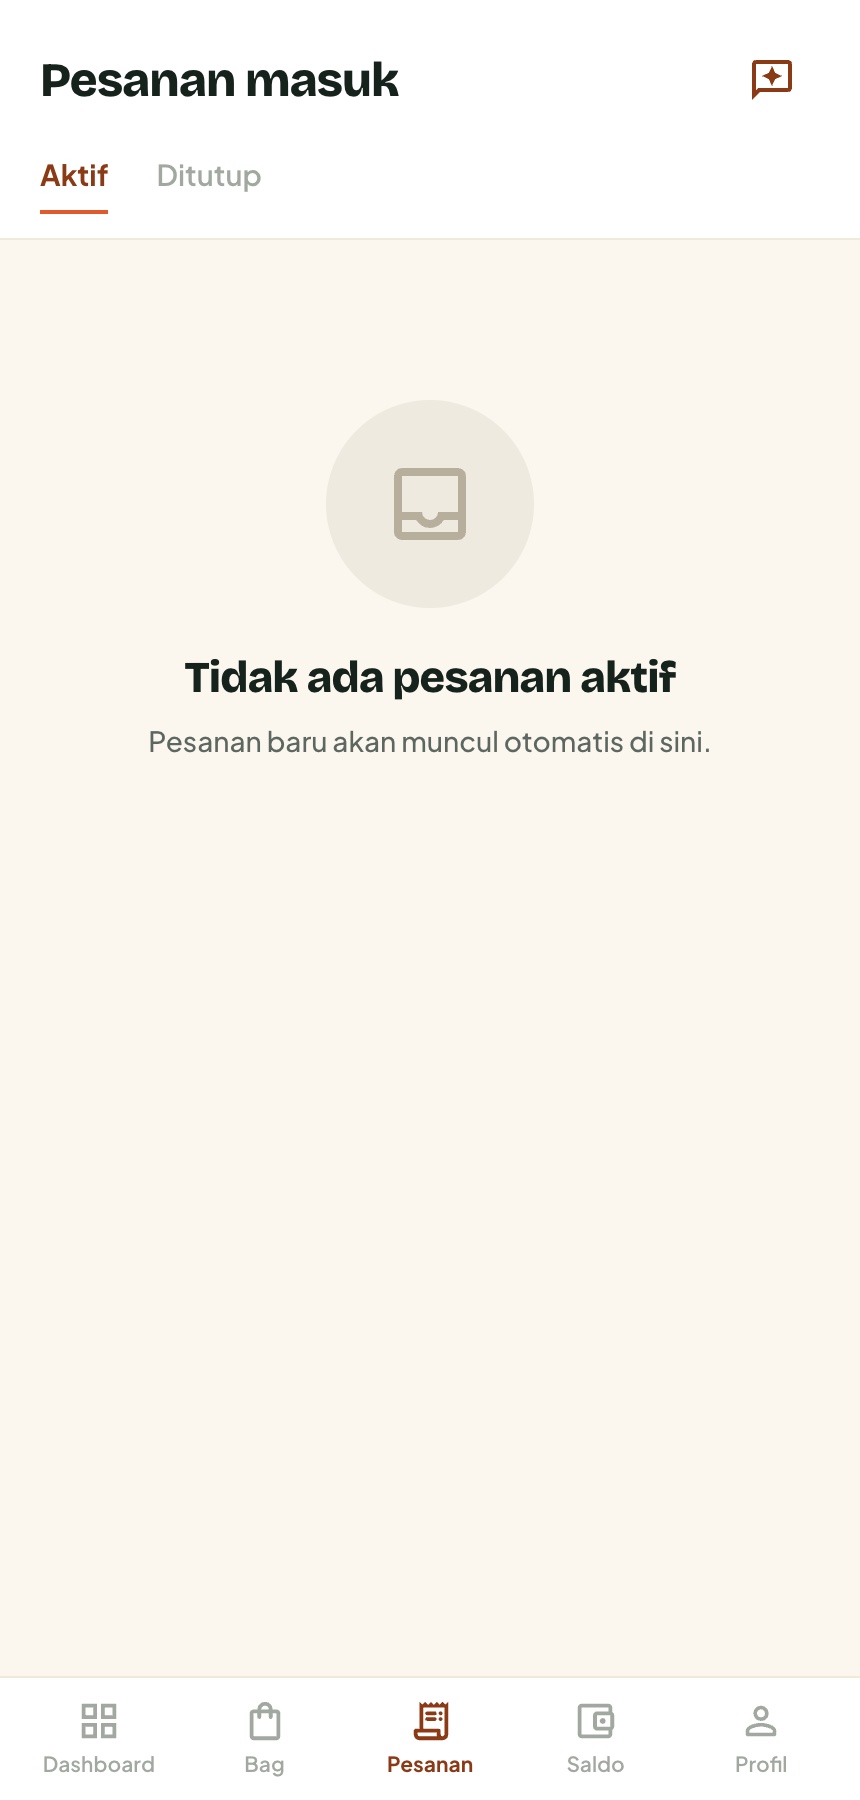 Pesanan masuk
Aktif
Ditutup
Tidak ada pesanan aktif
Pesanan baru akan muncul otomatis di sini.
Dashboard
Bag
Pesanan
Saldo
Profil